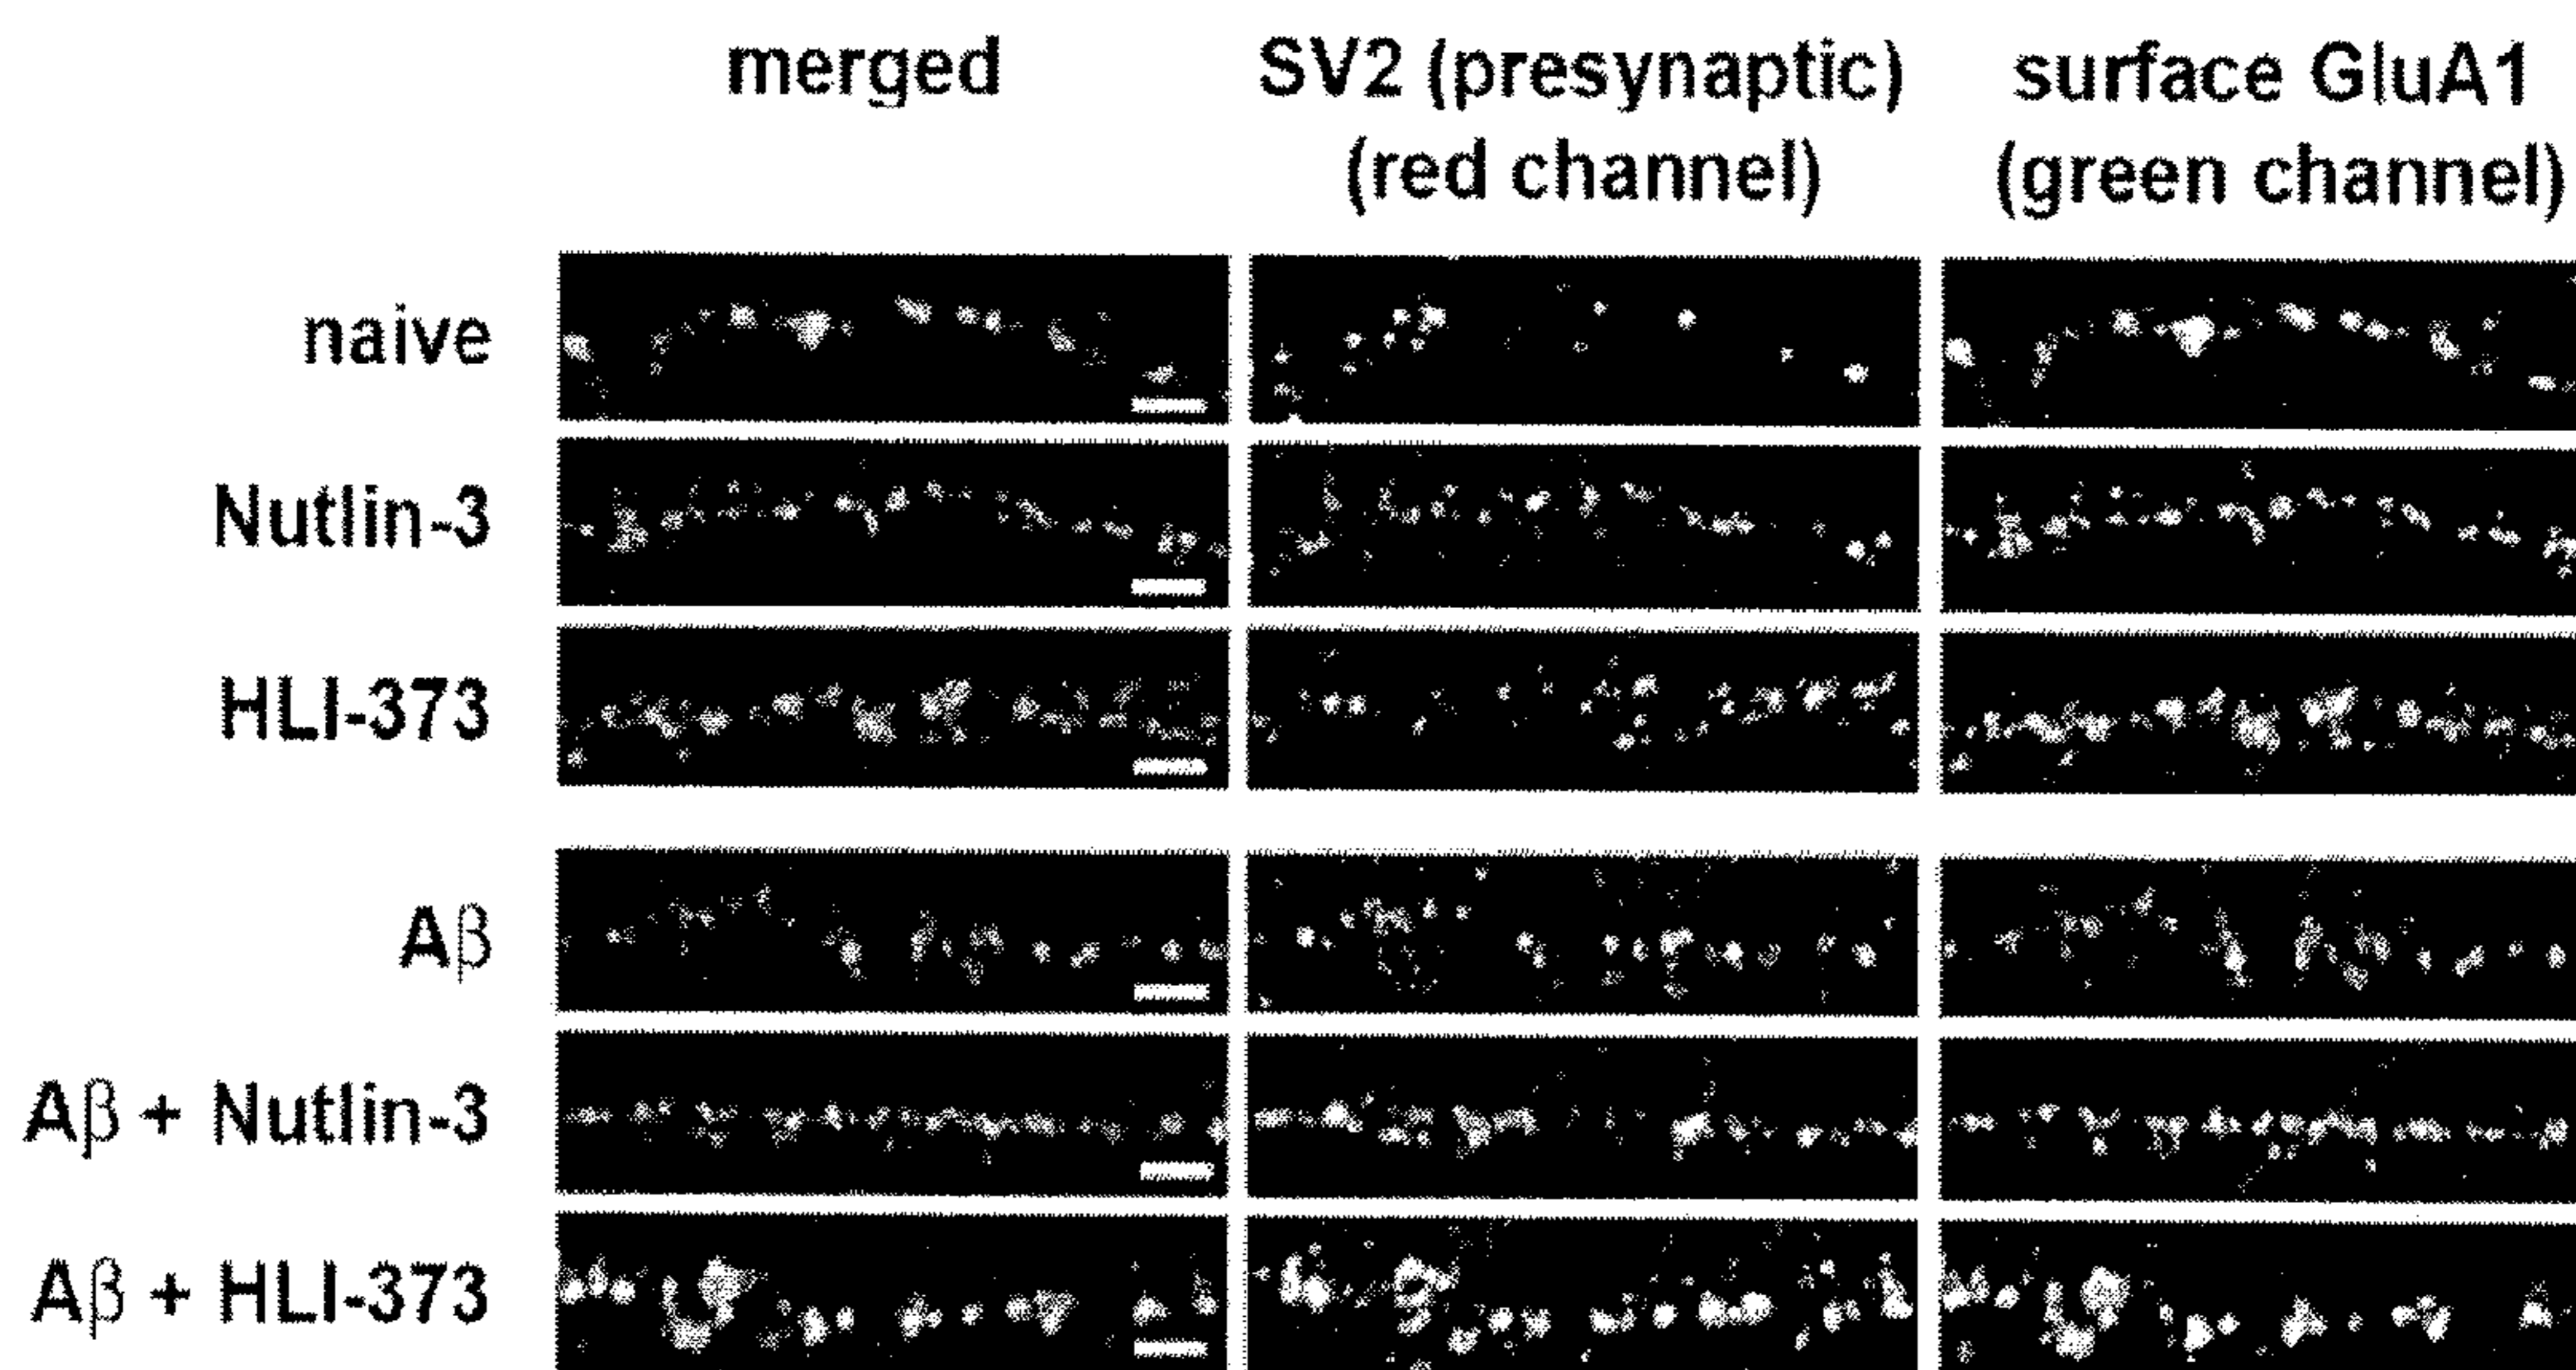 merged
SV2 (presynaptic)
(red channel)
surface GluA1
(green channel)
naive
Nutlin-3
HLI-373
Aβ
Aβ + Nutlin-3
Aβ + HLI-373